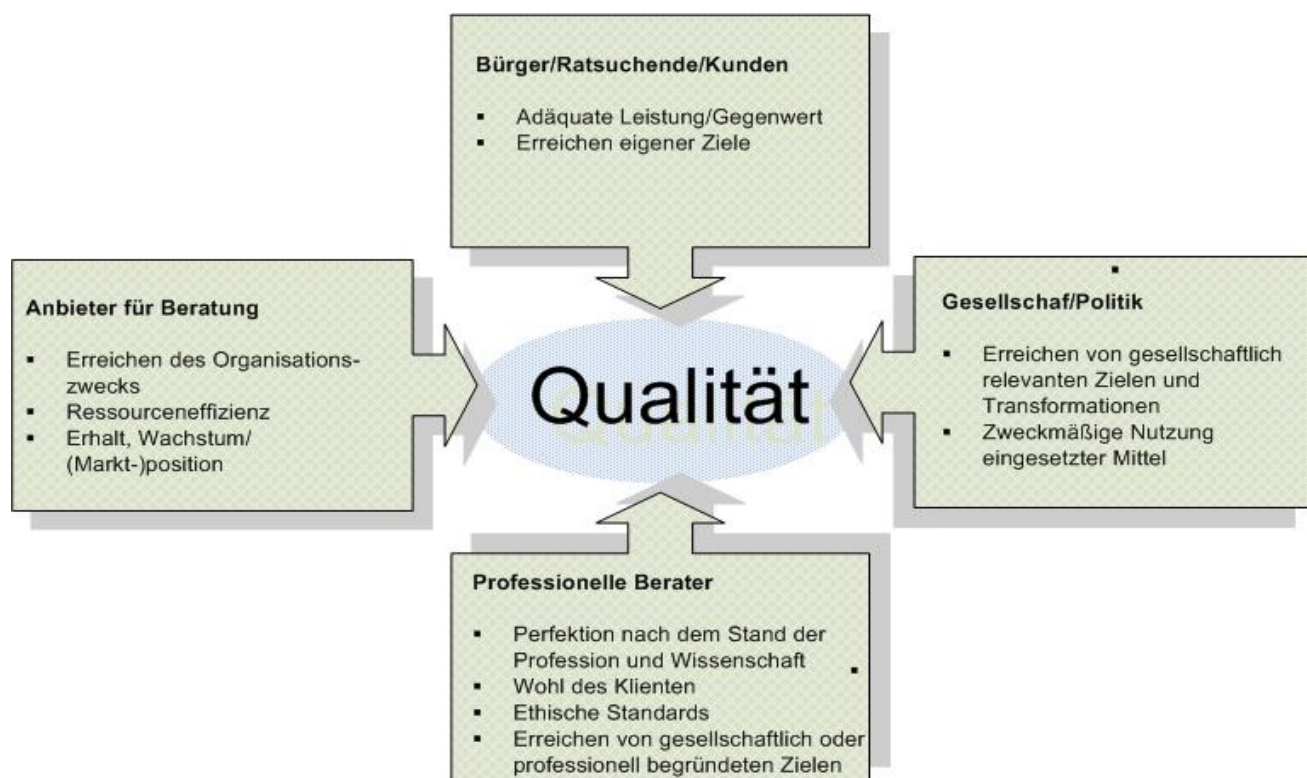 Bürger/Ratsuchende/Kunden
▪ Adäquate Leistung/Gegenwert
▪ Erreichen eigener Ziele
Anbieter für Beratung
▪ Erreichen des Organisations-
zwecks
▪ Ressourceneffizienz
▪ Erhalt, Wachstum/
(Markt-)position
Qualität
▪
Gesellschaf/Politik
▪ Erreichen von gesellschaftlich
relevanten Zielen und
Transformationen
▪ Zweckmäßige Nutzung
eingesetzter Mittel
Professionelle Berater
▪ Perfektion nach dem Stand der
Profession und Wissenschaft
▪
▪ Wohl des Klienten
▪ Ethische Standards
▪ Erreichen von gesellschaftlich oder
professionell begründeten Zielen